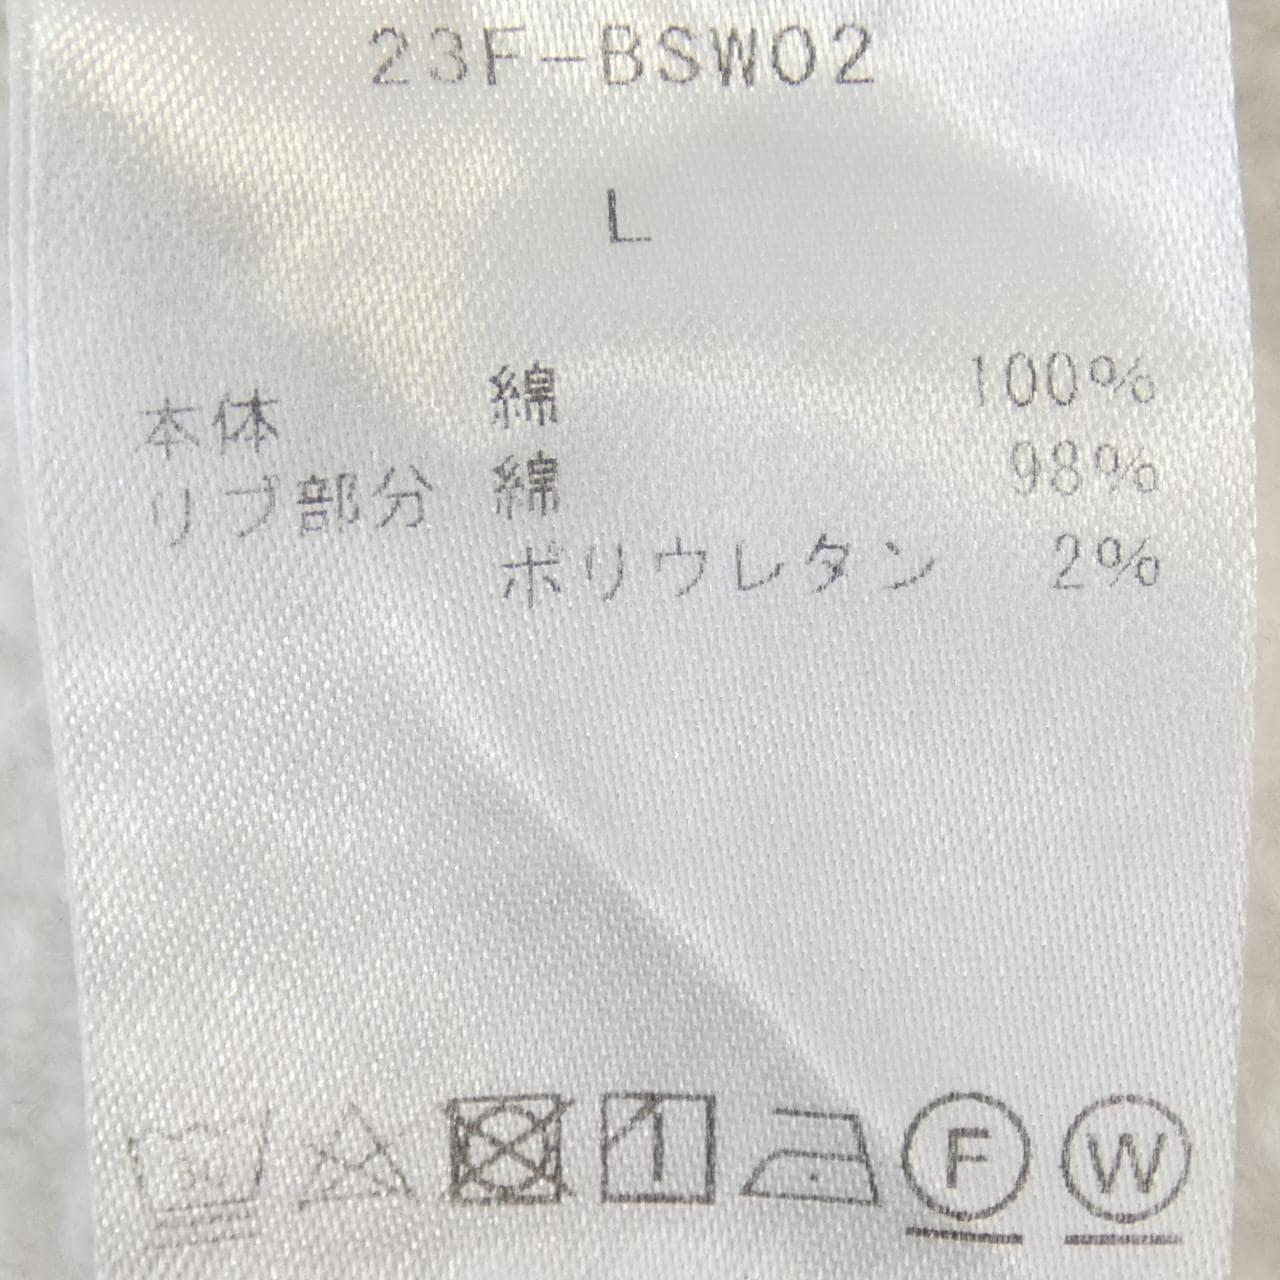 23F-BSW02
L
本体 綿 100%
リブ部分 綿 98%
ポリウレタン 2%
F W